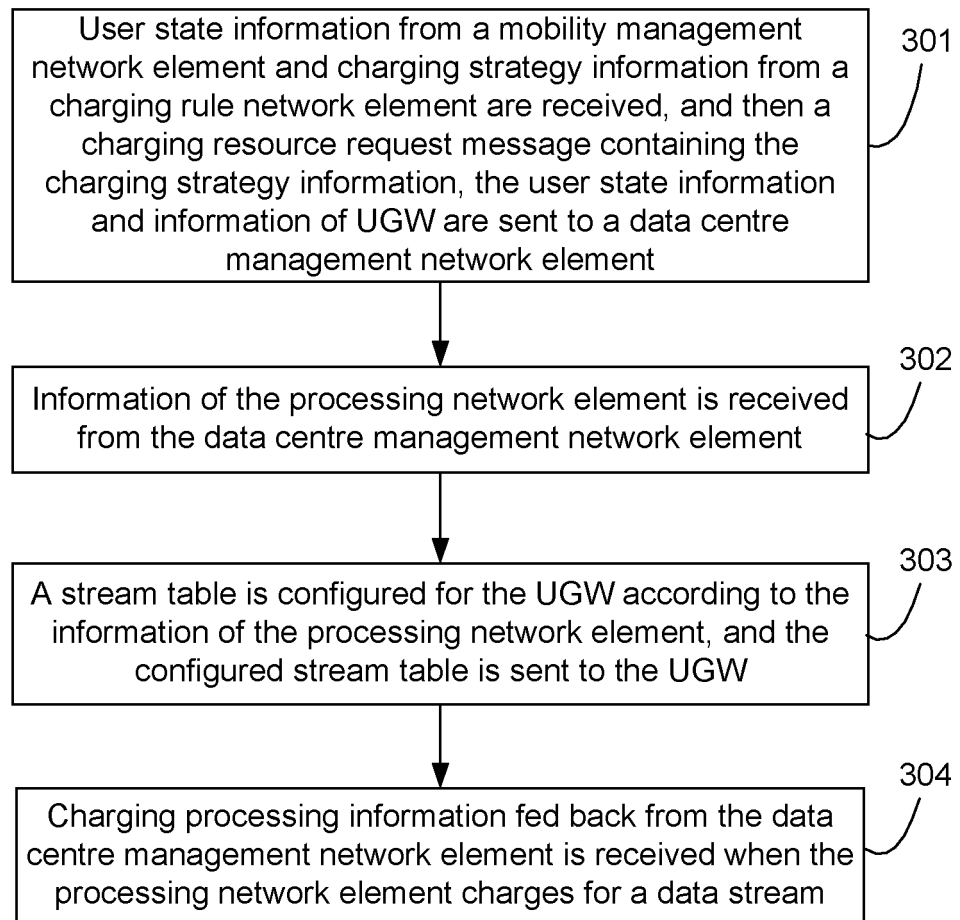 User state information from a mobility management
network element and charging strategy information from a
charging rule network element are received, and then a
charging resource request message containing the
charging strategy information, the user state information
and information of UGW are sent to a data centre
management network element
301
Information of the processing network element is received
from the data centre management network element
302
A stream table is configured for the UGW according to the
information of the processing network element, and the
configured stream table is sent to the UGW
303
Charging processing information fed back from the data
centre management network element is received when the
processing network element charges for a data stream
304